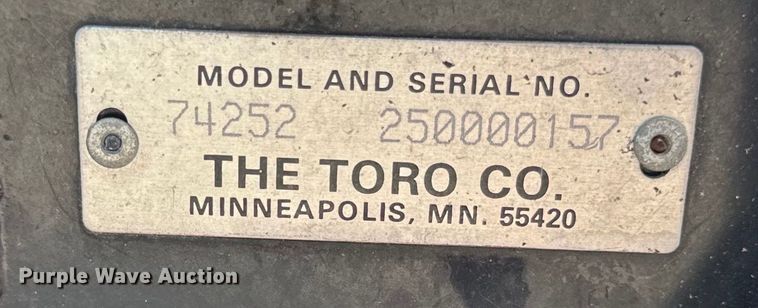 MODEL AND SERIAL NO.
74252 250000157
THE TORO CO.
MINNEAPOLIS, MN. 55420
Purple Wave Auction